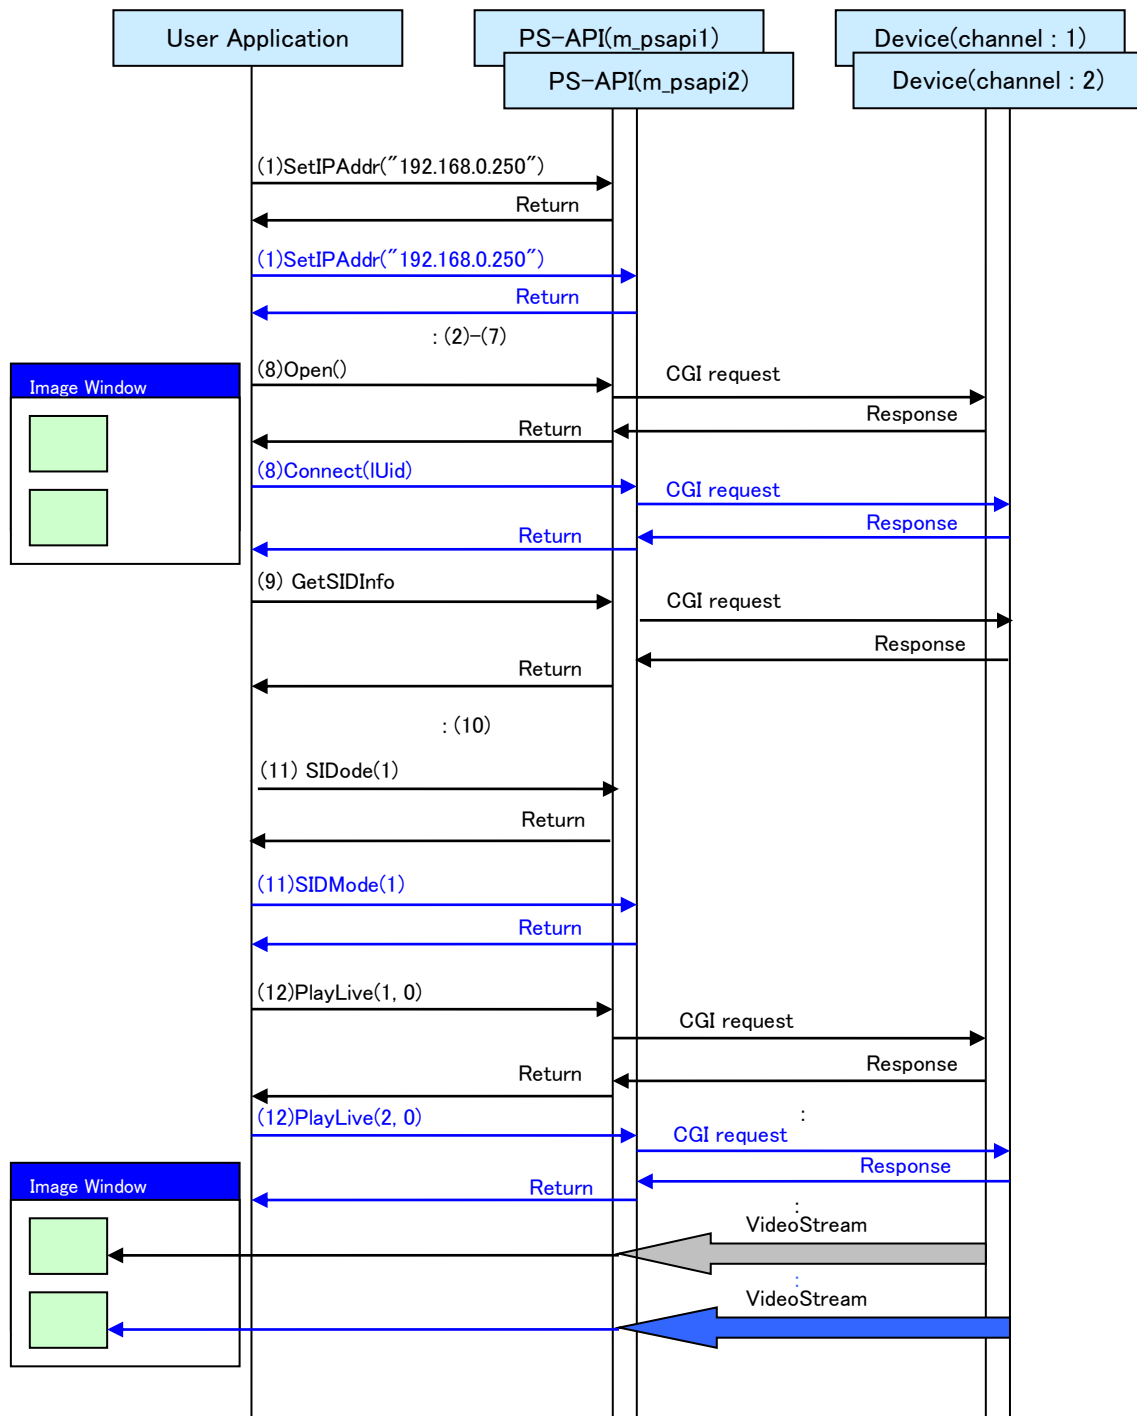 User Application
PS-API(m_psapi1)
Device(channel : 1)
PS-API(m_psapi2)
Device(channel : 2)
(1)SetIPAddr("192.168.0.250")
Return
(1)SetIPAddr("192.168.0.250")
Return
: (2)-(7)
Image Window
(8)Open()
CGI request
Response
Return
(8)Connect(lUid)
CGI request
Response
Return
(9) GetSIDInfo
CGI request
Response
Return
: (10)
(11) SIDode(1)
Return
(11)SIDMode(1)
Return
(12)PlayLive(1, 0)
CGI request
Response
Return
(12)PlayLive(2, 0)
:
CGI request
Response
Return
Image Window
:
VideoStream
:
VideoStream